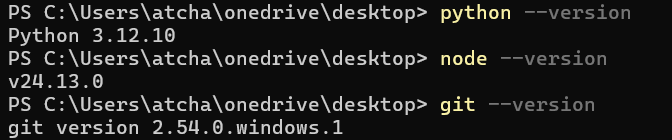 PS C:\Users\atcha\onedrive\desktop> python --version
Python 3.12.10
PS C:\Users\atcha\onedrive\desktop> node --version
v24.13.0
PS C:\Users\atcha\onedrive\desktop> git --version
git version 2.54.0.windows.1